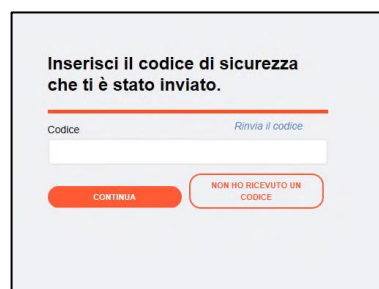 Inserisci il codice di sicurezza
che ti è stato inviato.
Codice
Rinvia il codice
CONTINUA
NON HO RICEVUTO UN
CODICE